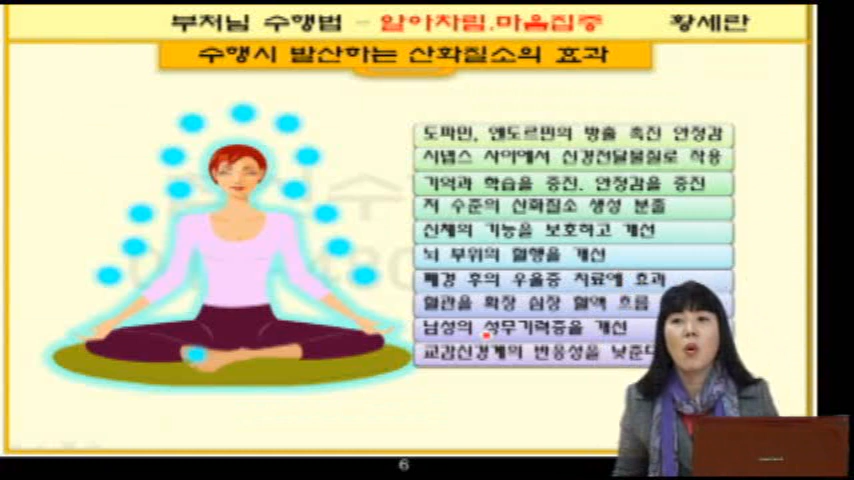 부처님 수행법 - 알아차림.마음집중 황세란
수행시 발산하는 산화질소의 효과
도파민, 엔도르핀의 방출 촉진 안정감
시냅스 사이에서 신경전달물질로 작용
기억과 학습을 증진, 안정감을 증진
저 수준의 산화질소 생성 분출
신체의 기능을 보호하고 개선
뇌 부위의 혈행을 개선
폐경 후의 우울증 치료에 효과
혈관을 확장 심장 혈액 흐름
남성의 성무기력증을 개선
교감신경계의 반응성을 낮춘다
6